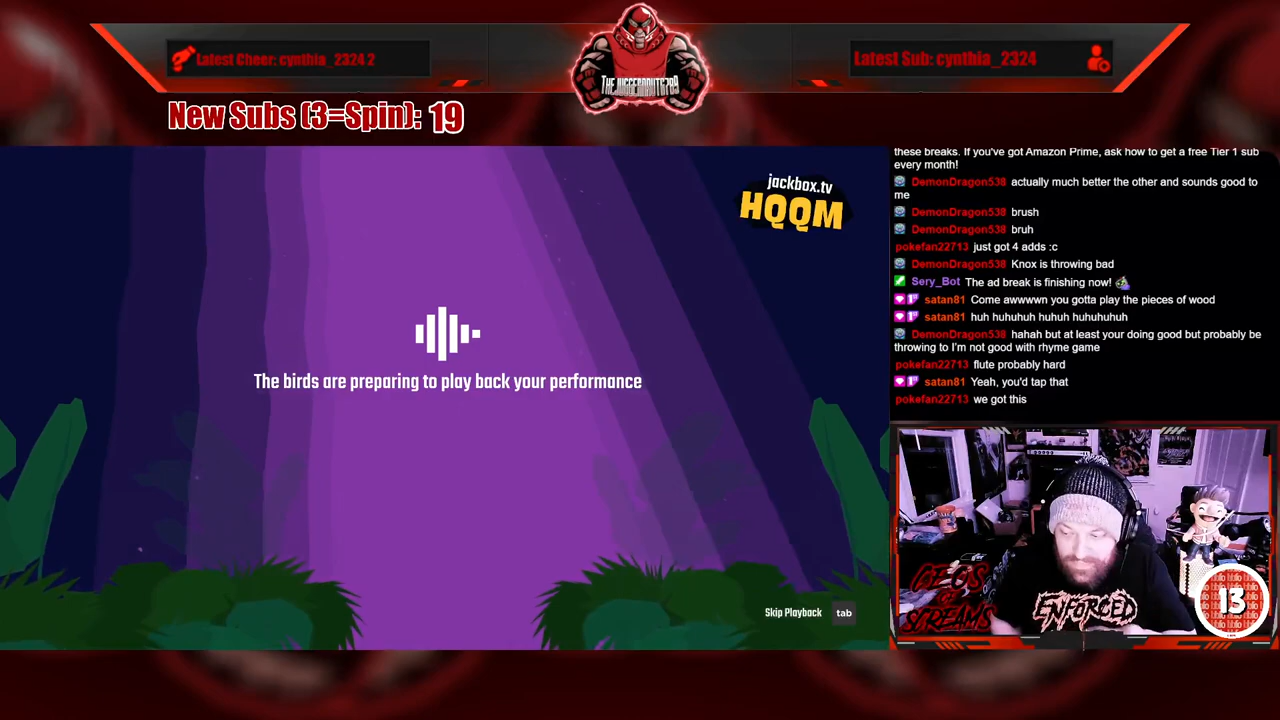 Latest Cheer: cynthia_2324 2
THEJUGGERNAUT6789
Latest Sub: cynthia_2324
New Subs (3=Spin): 19
jackbox.tv
HQQM
The birds are preparing to play back your performance
Skip Playback tab
these breaks. If you've got Amazon Prime, ask how to get a free Tier 1 sub
every month!
DemonDragon538 actually much better the other and sounds good to
me
DemonDragon538 brush
DemonDragon538 bruh
pokefan22713 just got 4 adds :c
DemonDragon538 Knox is throwing bad
Sery_Bot The ad break is finishing now!
satan81 Come awwwwn you gotta play the pieces of wood
satan81 huh huhuhuh huhuh huhuhuhuh
DemonDragon538 hahah but at least your doing good but probably be
throwing to I'm not good with rhyme game
pokefan22713 flute probably hard
satan81 Yeah, you'd tap that
pokefan22713 we got this
GEGS
OF
SCREAMS
ENFORCED
13